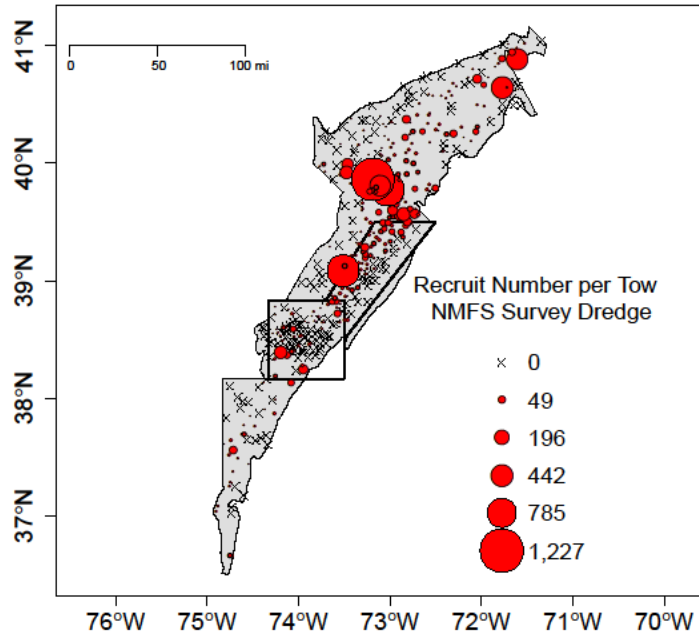 41°N
40°N
39°N
38°N
37°N
0 50 100 mi
Recruit Number per Tow
NMFS Survey Dredge
0
49
196
442
785
1,227
76°W 75°W 74°W 73°W 72°W 71°W 70°W